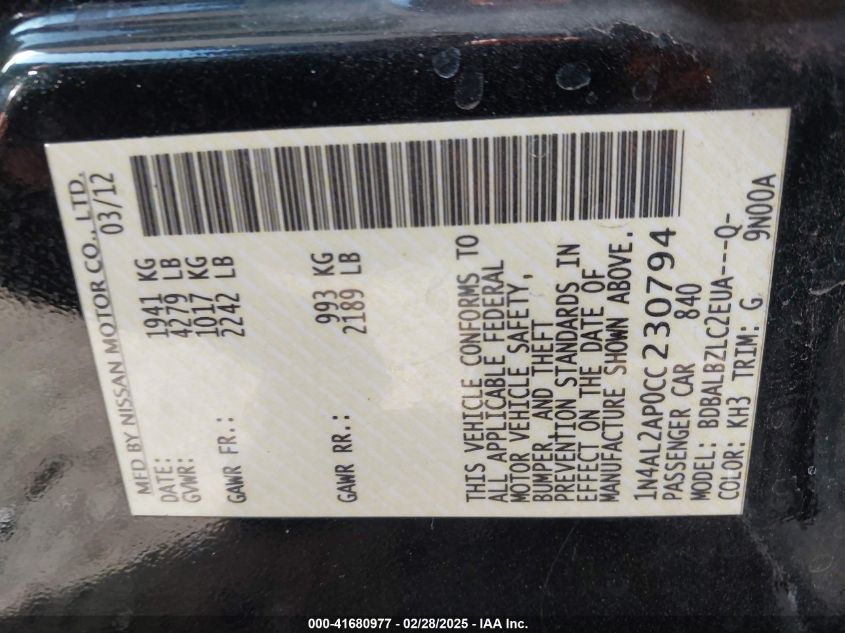 MFD BY NISSAN MOTOR CO., LTD.
DATE: 03/12
GVWR: 1941 KG
4279 LB
GAWR FR.: 1017 KG
2242 LB
GAWR RR.: 993 KG
2189 LB
THIS VEHICLE CONFORMS TO
ALL APPLICABLE FEDERAL
MOTOR VEHICLE SAFETY,
BUMPER, AND THEFT
PREVENTION STANDARDS IN
EFFECT ON THE DATE OF
MANUFACTURE SHOWN ABOVE.
1N4AL2AP0CC230794
PASSENGER CAR 840
MODEL: BDBALBZLC2EUA---Q-
COLOR: KH3 TRIM: G 9N00A
000-41680977 - 02/28/2025 - IAA Inc.